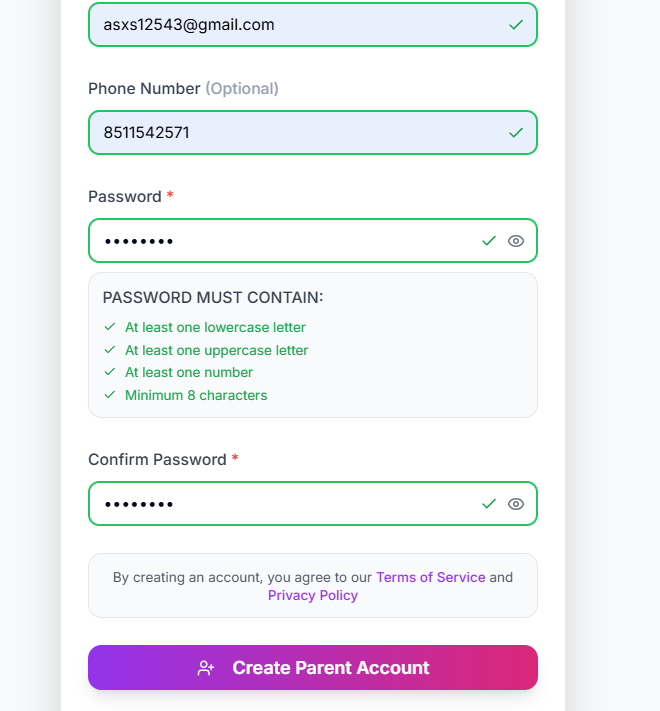 asxs12543@gmail.com
Phone Number (Optional)
8511542571
Password *
••••••••
PASSWORD MUST CONTAIN:
At least one lowercase letter
At least one uppercase letter
At least one number
Minimum 8 characters
Confirm Password *
••••••••
By creating an account, you agree to our Terms of Service and
Privacy Policy
Create Parent Account